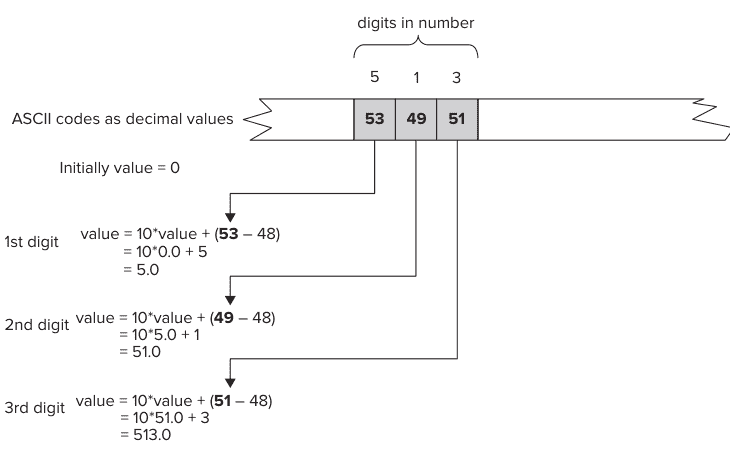 digits in number
5 1 3
ASCII codes as decimal values 53 49 51
Initially value = 0
1st digit value = 10*value + (53 – 48)
= 10*0.0 + 5
= 5.0
2nd digit value = 10*value + (49 – 48)
= 10*5.0 + 1
= 51.0
3rd digit value = 10*value + (51 – 48)
= 10*51.0 + 3
= 513.0